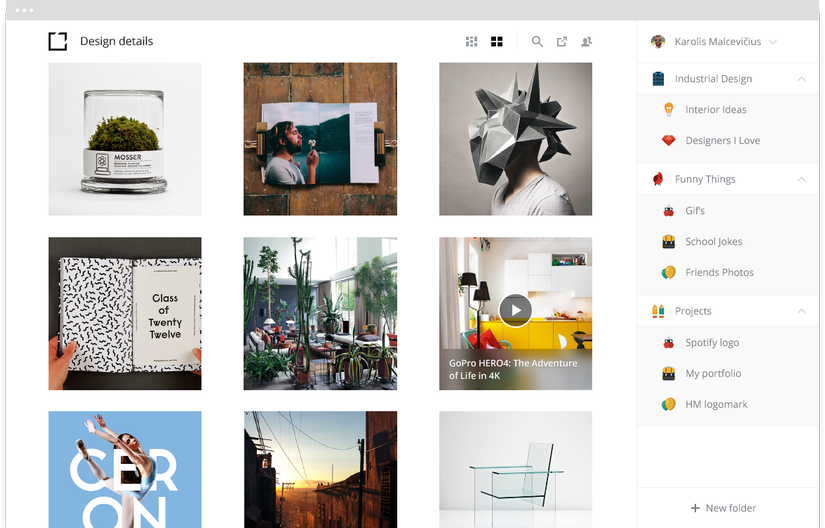 Design details
MOSSER
Class
of
Twenty
Twelve
GoPro HERO4: The Adventure
of Life in 4K
CER
ON
Karolis Malcevičius
Industrial Design
Interior Ideas
Designers I Love
Funny Things
Gif's
School Jokes
Friends Photos
Projects
Spotify logo
My portfolio
HM logomark
+ New folder